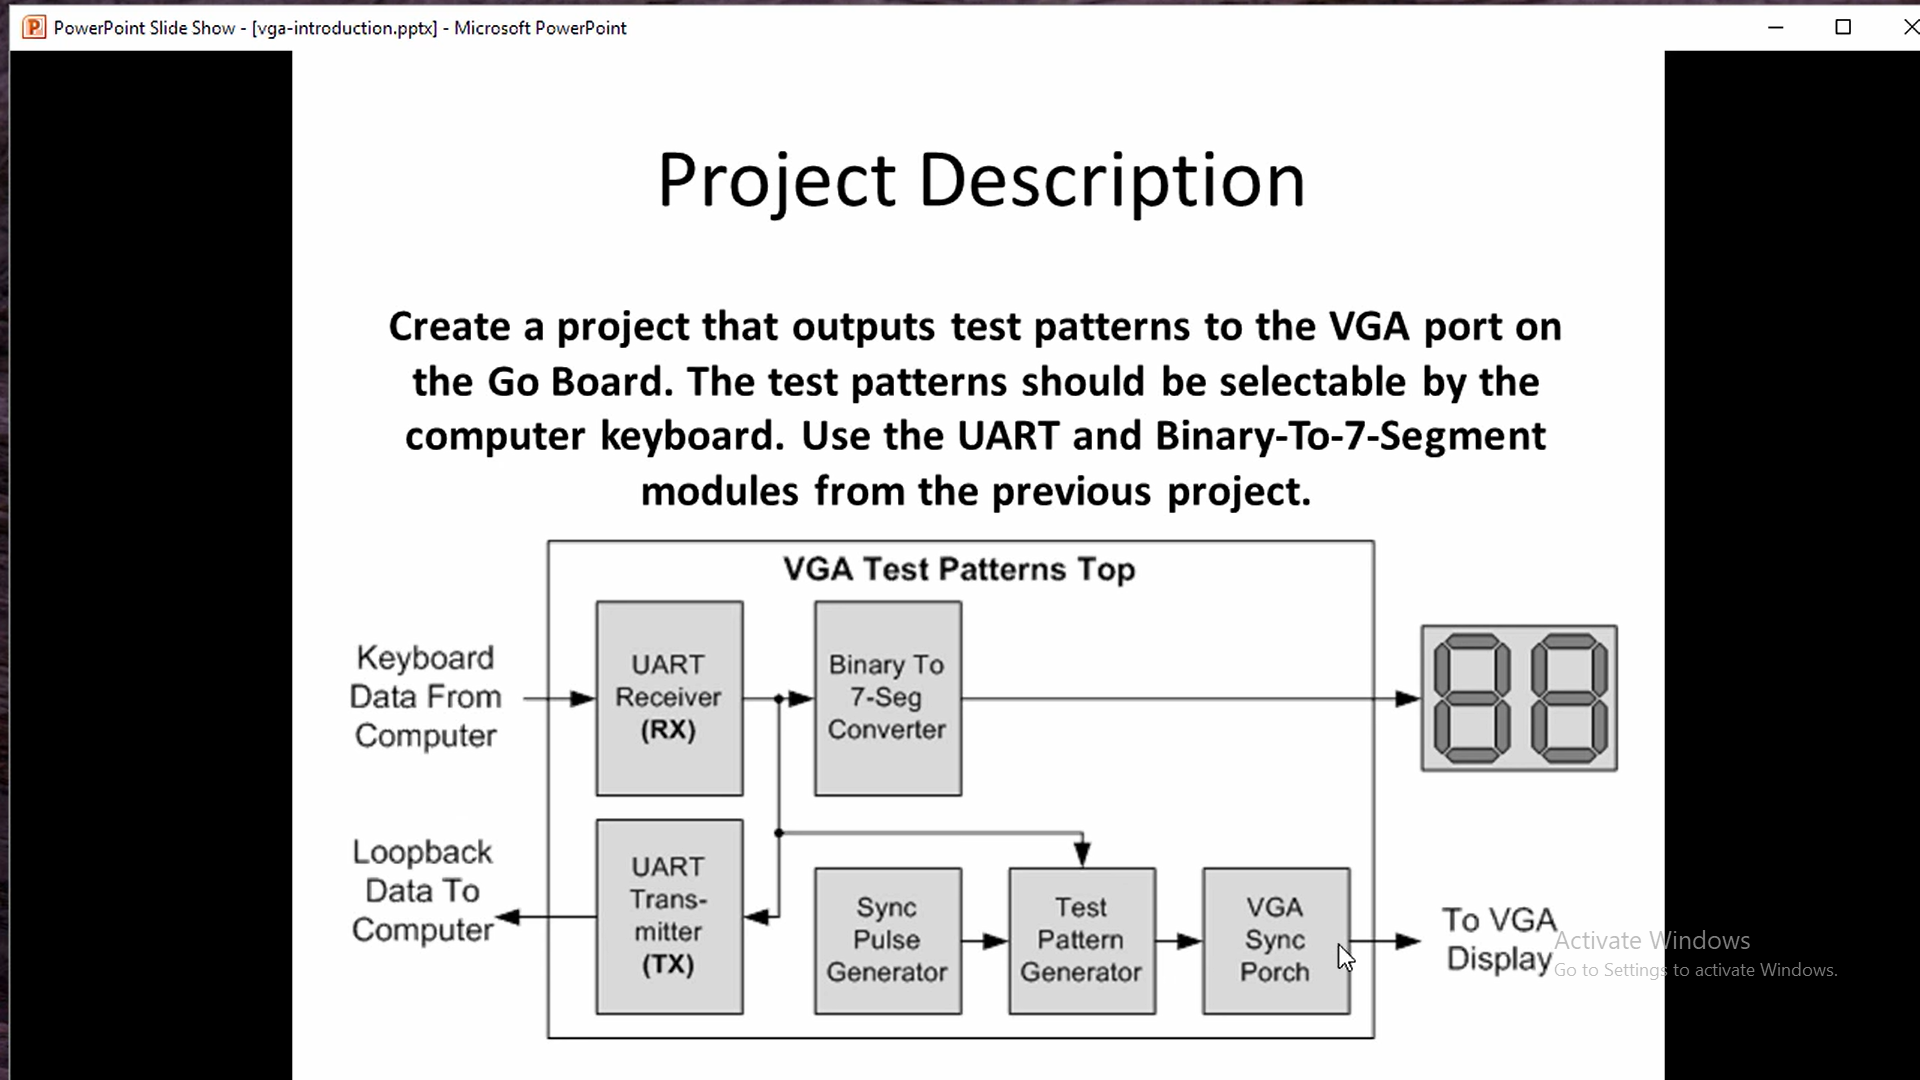 PowerPoint Slide Show - [vga-introduction.pptx] - Microsoft PowerPoint
Project Description
Create a project that outputs test patterns to the VGA port on
the Go Board. The test patterns should be selectable by the
computer keyboard. Use the UART and Binary-To-7-Segment
modules from the previous project.
VGA Test Patterns Top
Keyboard
Data From
Computer
UART
Receiver
(RX)
Binary To
7-Seg
Converter
88
Loopback
Data To
Computer
UART
Trans-
mitter
(TX)
Sync
Pulse
Generator
Test
Pattern
Generator
VGA
Sync
Porch
To VGA
Display
Activate Windows
Go to Settings to activate Windows.